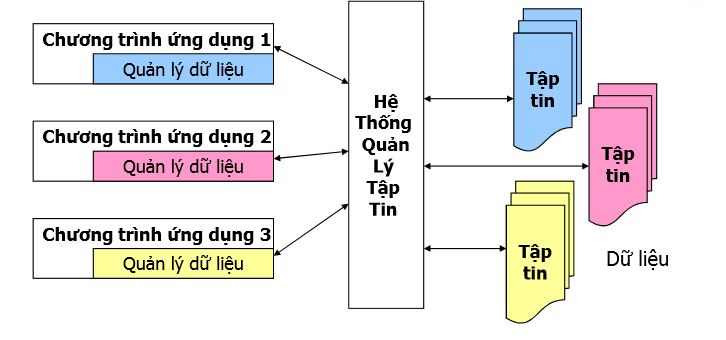 Chương trình ứng dụng 1
Quản lý dữ liệu
Chương trình ứng dụng 2
Quản lý dữ liệu
Chương trình ứng dụng 3
Quản lý dữ liệu
Hệ
Thống
Quản
Lý
Tập
Tin
Tập
tin
Tập
tin
Tập
tin
Dữ liệu